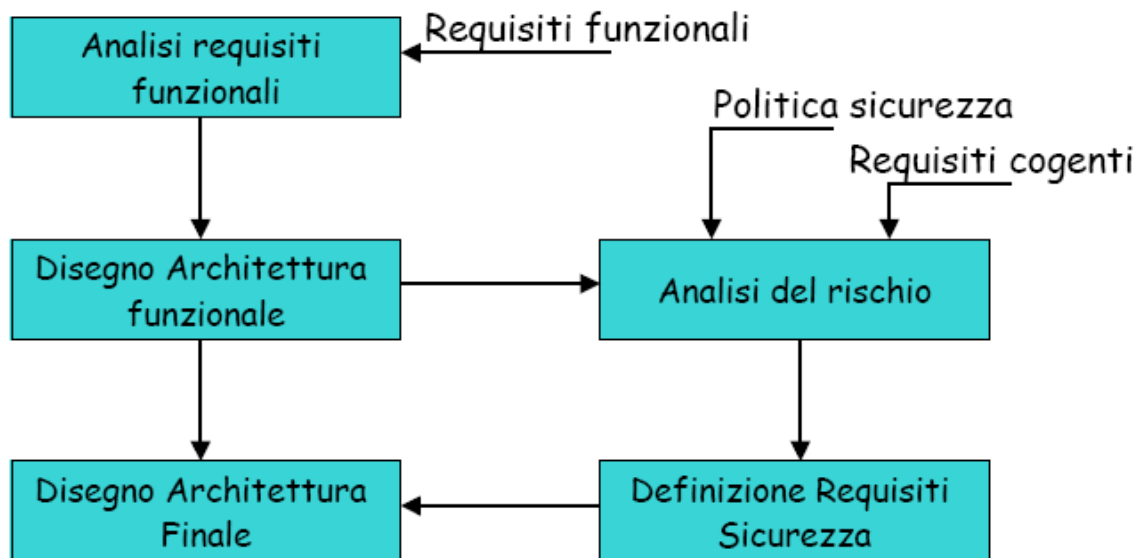 Analisi requisiti
funzionali
Requisiti funzionali
Politica sicurezza
Requisiti cogenti
Disegno Architettura
funzionale
Analisi del rischio
Disegno Architettura
Finale
Definizione Requisiti
Sicurezza